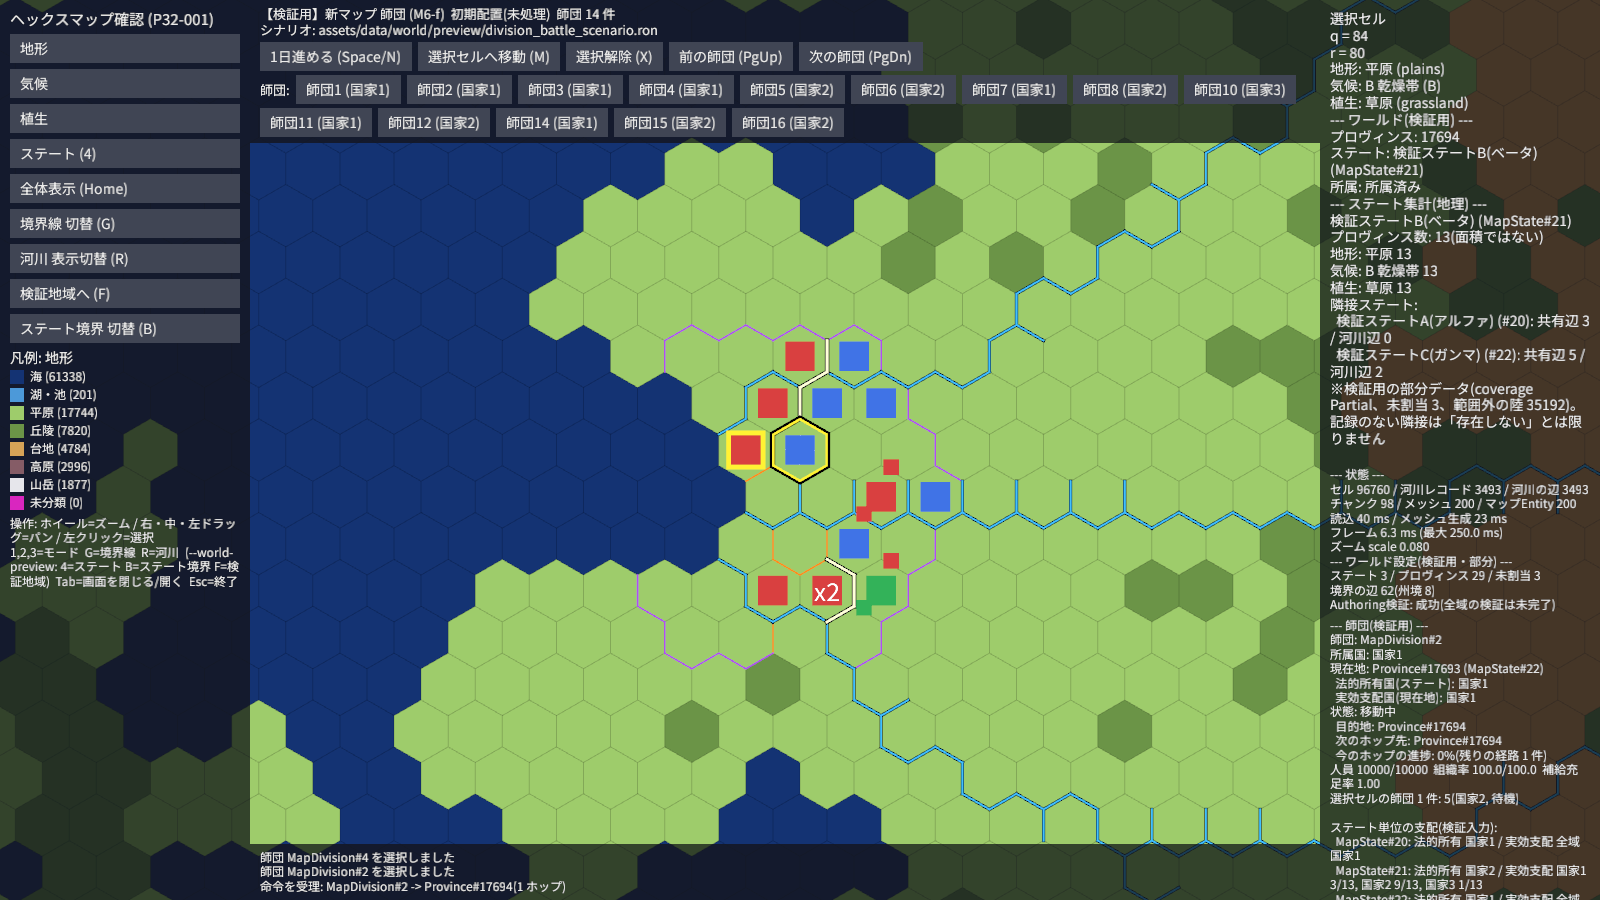 ヘックスマップ確認 (P32-001)
地形
気候
植生
ステート (4)
全体表示 (Home)
境界線 切替 (G)
河川 表示切替 (R)
検証地域へ (F)
ステート境界 切替 (B)
凡例: 地形
海 (61338)
湖・池 (201)
平原 (17744)
丘陵 (7820)
台地 (4784)
高原 (2996)
山岳 (1877)
未分類 (0)
操作: ホイール=ズーム / 右・中・左ドラッ
グ=パン / 左クリック=選択
1,2,3=モード G=境界線 R=河川 (--world-
preview: 4=ステート B=ステート境界 F=検
証地域) Tab=画面を閉じる/開く Esc=終了
【検証用】新マップ 師団 (M6-f) 初期配置(未処理) 師団 14 件
シナリオ: assets/data/world/preview/division_battle_scenario.ron
1日進める (Space/N) 選択セルへ移動 (M) 選択解除 (X) 前の師団 (PgUp) 次の師団 (PgDn)
師団: 師団1 (国家1) 師団2 (国家1) 師団3 (国家1) 師団4 (国家1) 師団5 (国家2) 師団6 (国家2) 師団7 (国家1) 師団8 (国家2) 師団10 (国家3)
師団11 (国家1) 師団12 (国家2) 師団14 (国家1) 師団15 (国家2) 師団16 (国家2)
x2
師団 MapDivision#4 を選択しました
師団 MapDivision#2 を選択しました
命令を受理: MapDivision#2 -> Province#17694(1 ホップ)
選択セル
q = 84
r = 80
地形: 平原 (plains)
気候: B 乾燥帯 (B)
植生: 草原 (grassland)
--- ワールド(検証用) ---
プロヴィンス: 17694
ステート: 検証ステートB(ベータ)
(MapState#21)
所属: 所属済み
--- ステート集計(地理) ---
検証ステートB(ベータ) (MapState#21)
プロヴィンス数: 13(面積ではない)
地形: 平原 13
気候: B 乾燥帯 13
植生: 草原 13
隣接ステート:
検証ステートA(アルファ) (#20): 共有辺 3
/ 河川辺 0
検証ステートC(ガンマ) (#22): 共有辺 5 /
河川辺 2
※検証用の部分データ(coverage
Partial、未割当 3、範囲外の陸 35192)。
記録のない隣接は「存在しない」とは限
りません
--- 状態 ---
セル 96760 / 河川レコード 3493 / 河川の辺 3493
チャンク 98 / メッシュ 200 / マップEntity 200
読込 40 ms / メッシュ生成 23 ms
フレーム 6.3 ms (最大 250.0 ms)
ズーム scale 0.080
--- ワールド設定(検証用・部分) ---
ステート 3 / プロヴィンス 29 / 未割当 3
境界の辺 62(州境 8)
Authoring検証: 成功(全域の検証は未完了)
--- 師団(検証用) ---
師団: MapDivision#2
所属国: 国家1
現在地: Province#17693 (MapState#22)
法的所有国(ステート): 国家1
実効支配国(現在地): 国家1
状態: 移動中
目的地: Province#17694
次のホップ先: Province#17694
今のホップの進捗: 0%(残りの経路 1 件)
人員 10000/10000 組織率 100.0/100.0 補給充
足率 1.00
選択セルの師団 1 件: 5(国家2, 待機)
ステート単位の支配(検証入力):
MapState#20: 法的所有 国家1 / 実効支配 全域
国家1
MapState#21: 法的所有 国家2 / 実効支配 国家1
3/13, 国家2 9/13, 国家3 1/13
MapState#22: 法的所有 国家1 / 実効支配 全域